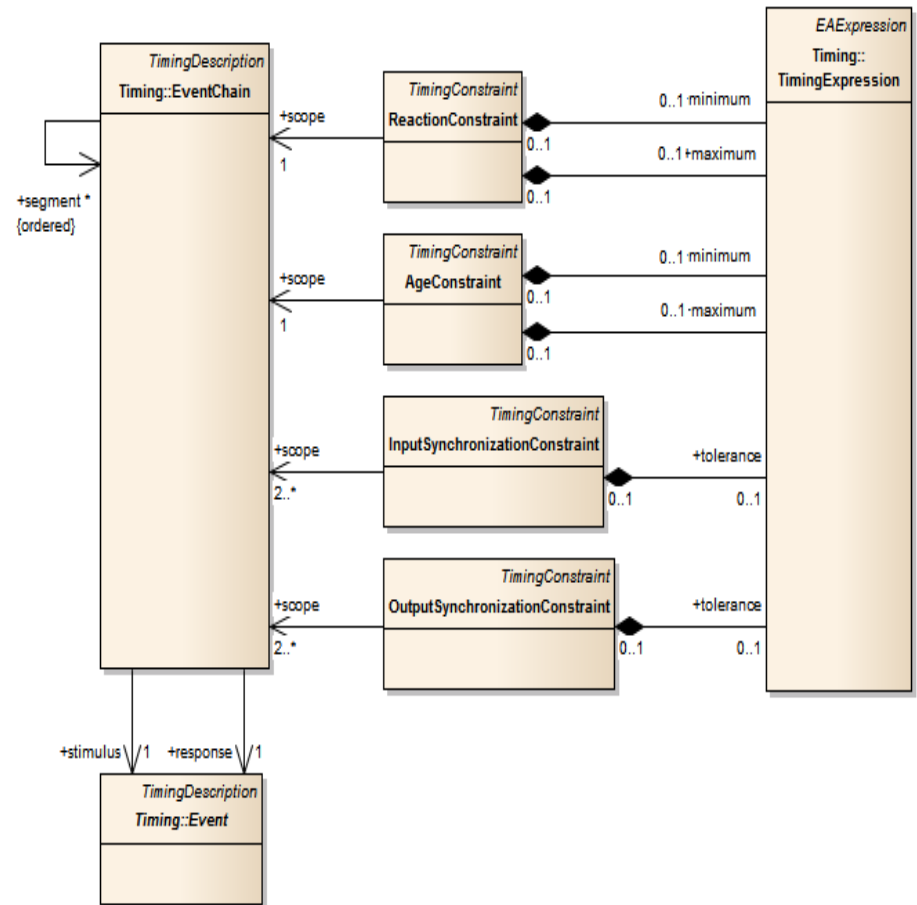 TimingDescription
Timing::EventChain
+segment *
{ordered}
+scope
1
TimingConstraint
ReactionConstraint
0..1 ·minimum
0..1
0..1+maximum
0..1
EAExpression
Timing::
TimingExpression
+scope
1
TimingConstraint
AgeConstraint
0..1 ·minimum
0..1
0..1 ·maximum
0..1
+scope
2..*
TimingConstraint
InputSynchronizationConstraint
+tolerance
0..1
0..1
+scope
2..*
TimingConstraint
OutputSynchronizationConstraint
+tolerance
0..1
0..1
+stimulus 1
+response 1
TimingDescription
Timing::Event